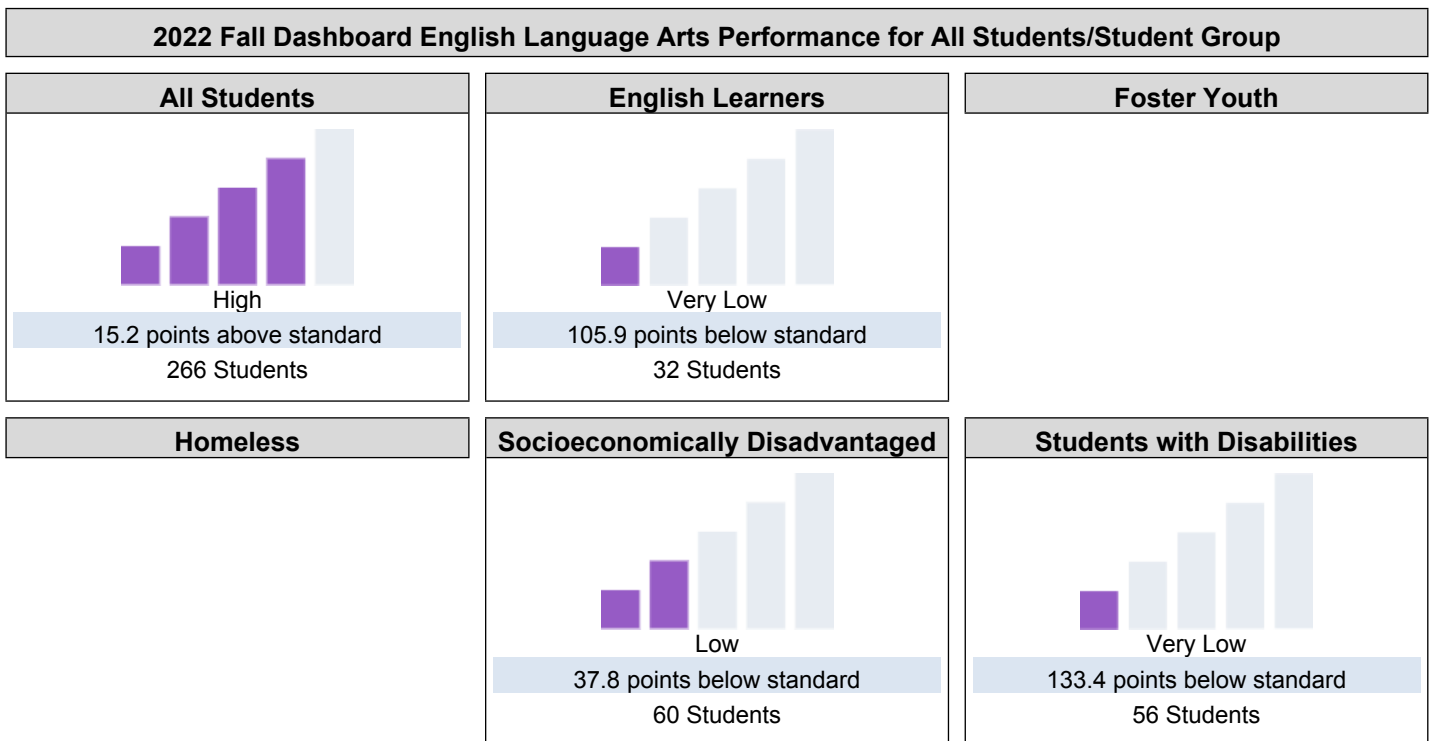 2022 Fall Dashboard English Language Arts Performance for All Students/Student Group
All Students
High
15.2 points above standard
266 Students
English Learners
Very Low
105.9 points below standard
32 Students
Foster Youth
Homeless
Socioeconomically Disadvantaged
Low
37.8 points below standard
60 Students
Students with Disabilities
Very Low
133.4 points below standard
56 Students